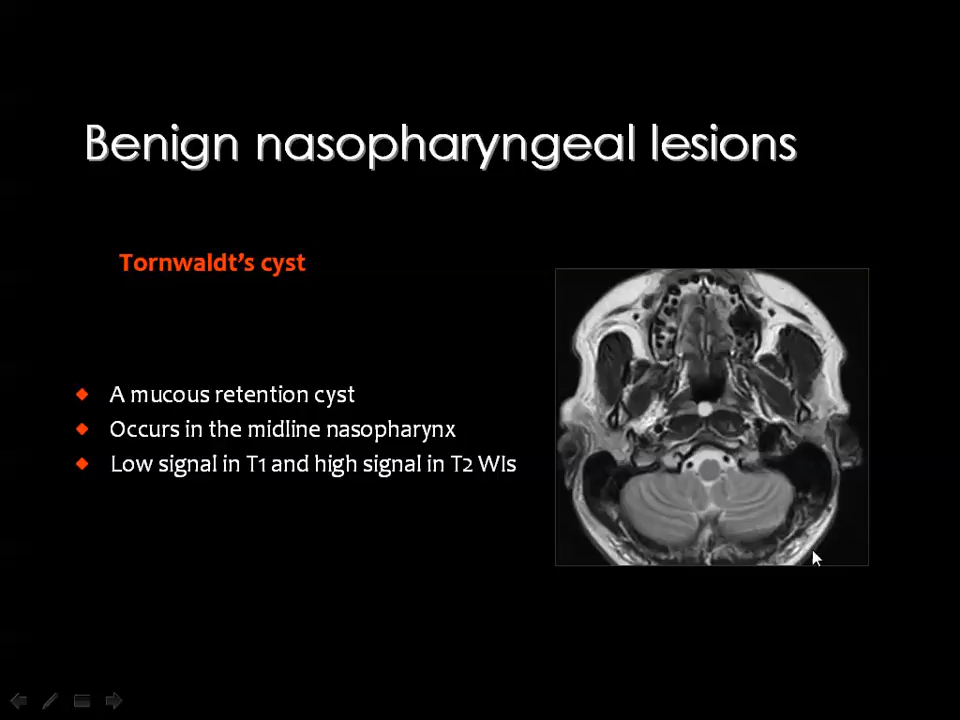 Benign nasopharyngeal lesions
Tornwaldt’s cyst
A mucous retention cyst
Occurs in the midline nasopharynx
Low signal in T1 and high signal in T2 WIs